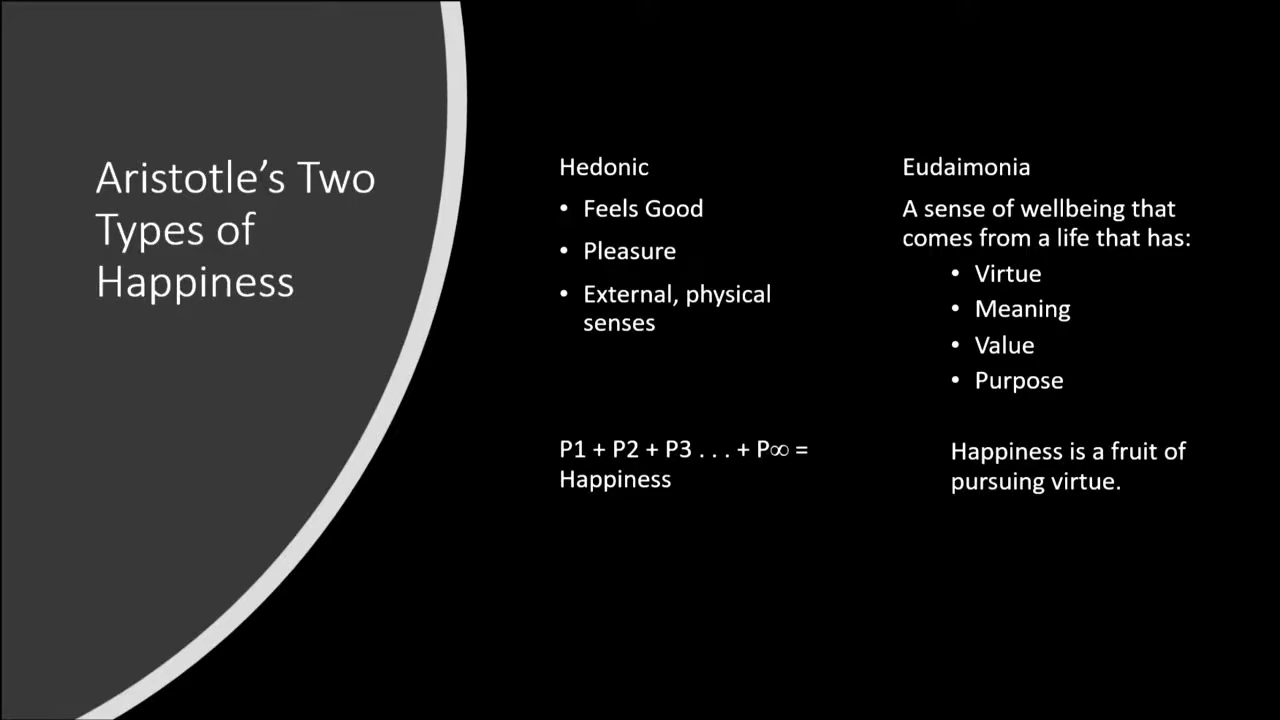 Aristotle’s Two
Types of
Happiness
Hedonic
• Feels Good
• Pleasure
• External, physical
senses
P1 + P2 + P3 . . . + P∞ =
Happiness
Eudaimonia
A sense of wellbeing that
comes from a life that has:
• Virtue
• Meaning
• Value
• Purpose
Happiness is a fruit of
pursuing virtue.